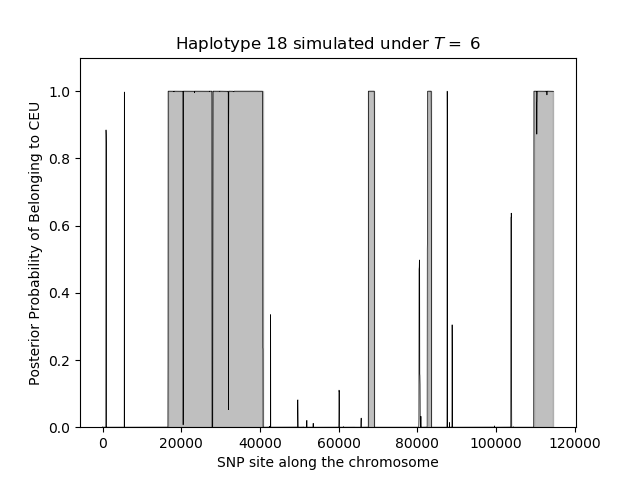 Haplotype 18 simulated under T = 6
1.0
0.8
0.6
0.4
0.2
0.0
Posterior Probability of Belonging to CEU
0 20000 40000 60000 80000 100000 120000
SNP site along the chromosome